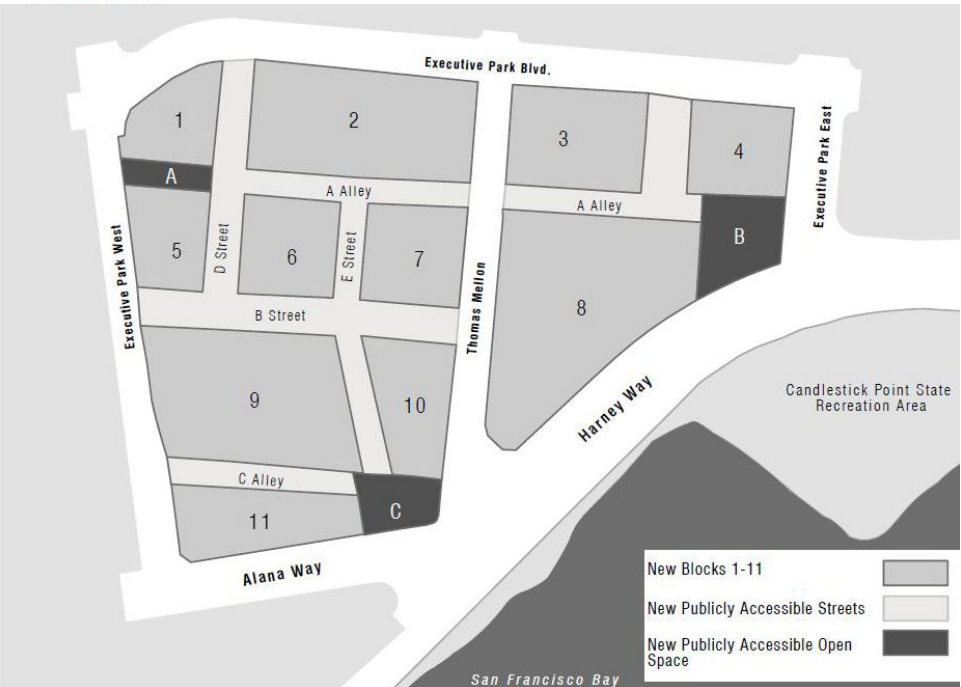 Executive Park Blvd.
1
2
3
4
A
A Alley
A Alley
Executive Park East
B
5
D Street
6
E Street
7
Executive Park West
B Street
Thomas Mellon
8
9
10
Harney Way
Candlestick Point State
Recreation Area
C Alley
C
11
Alana Way
New Blocks 1-11
New Publicly Accessible Streets
New Publicly Accessible Open
Space
San Francisco Bay